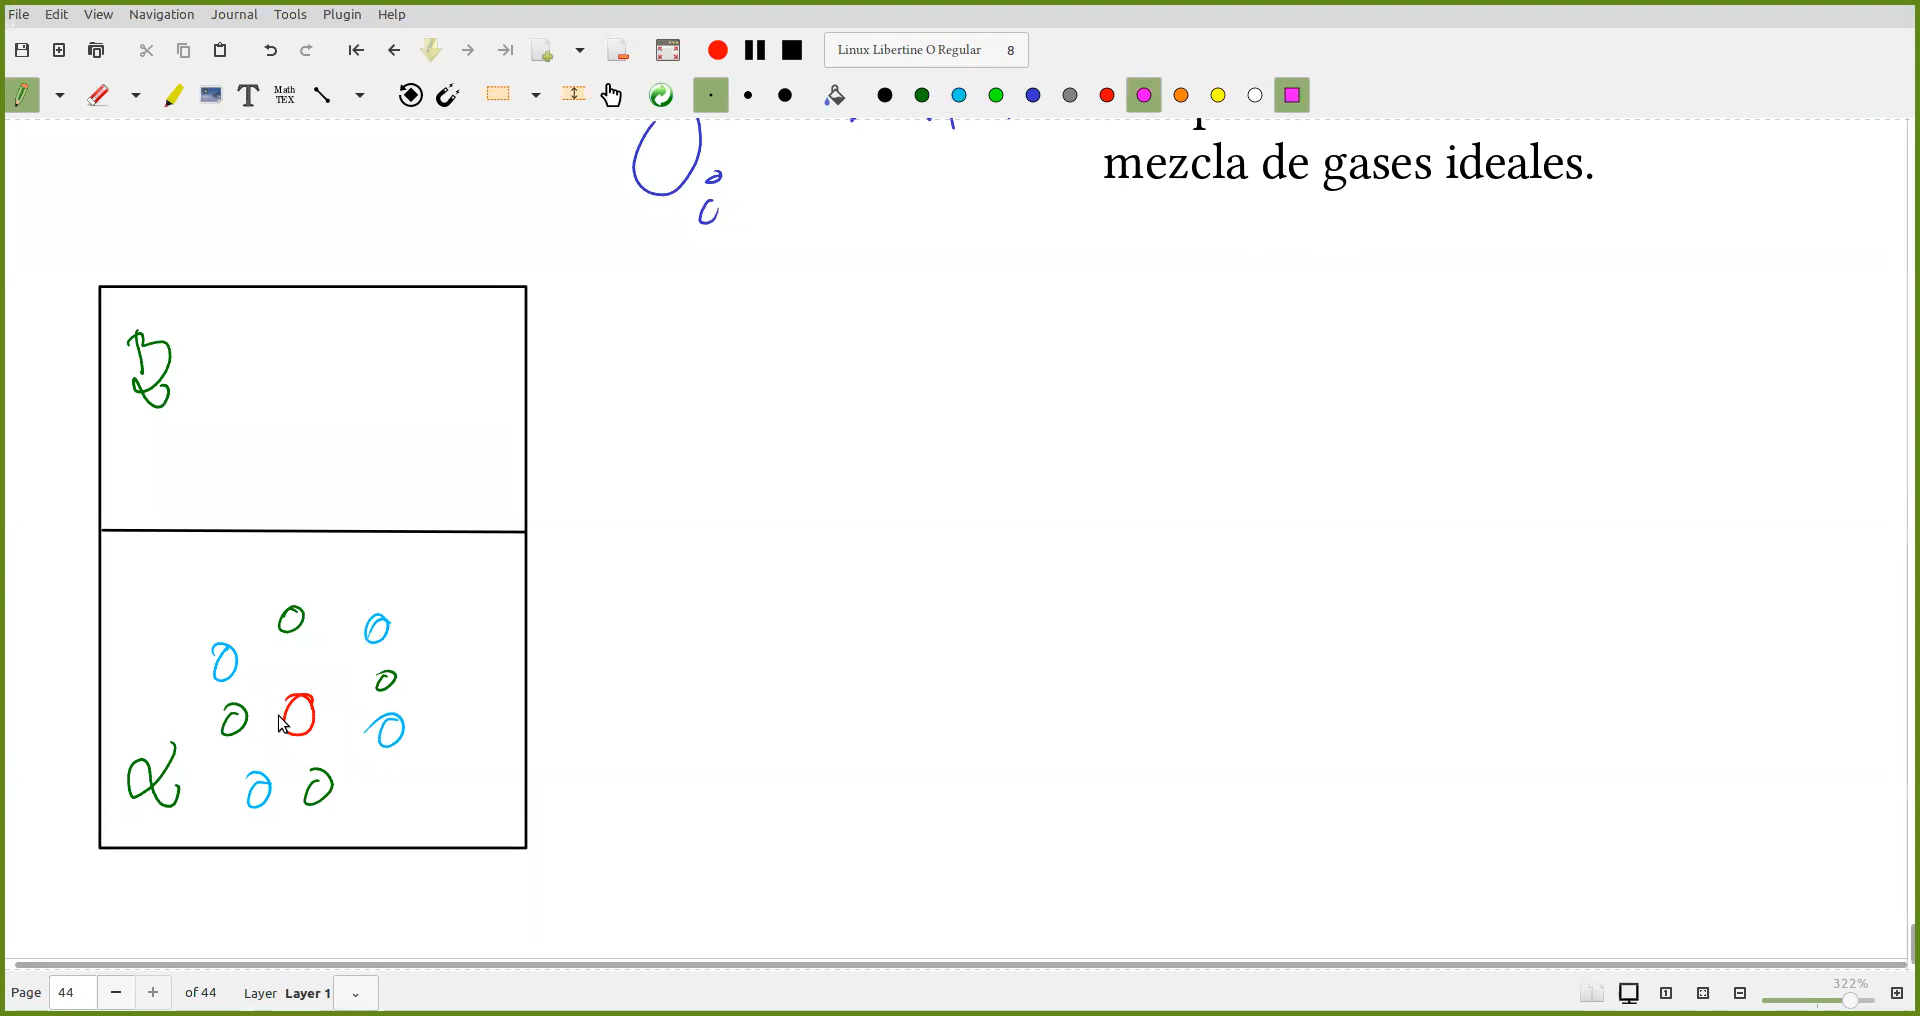 File Edit View Navigation Journal Tools Plugin Help
Linux Libertine O Regular 8
Math
TEX
mezcla de gases ideales.
β
α
Page 44 of 44 Layer Layer 1
322%